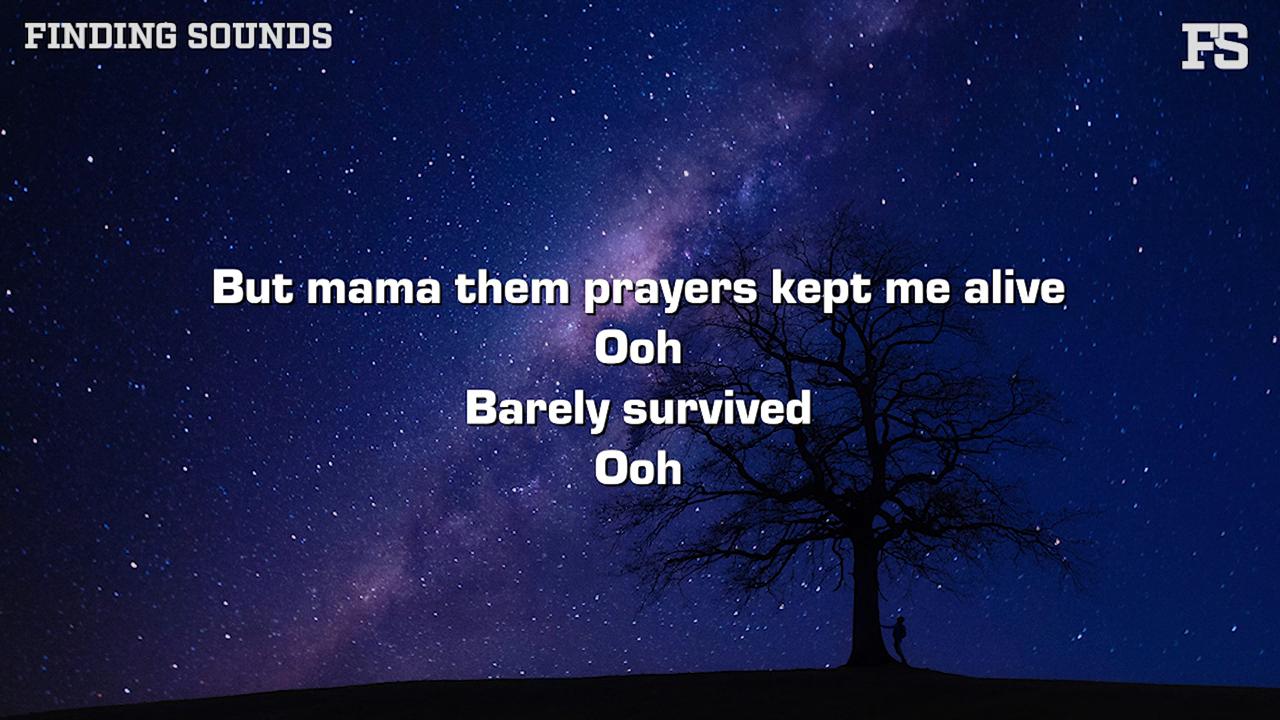 FINDING SOUNDS
FS
But mama them prayers kept me alive
Ooh
Barely survived
Ooh